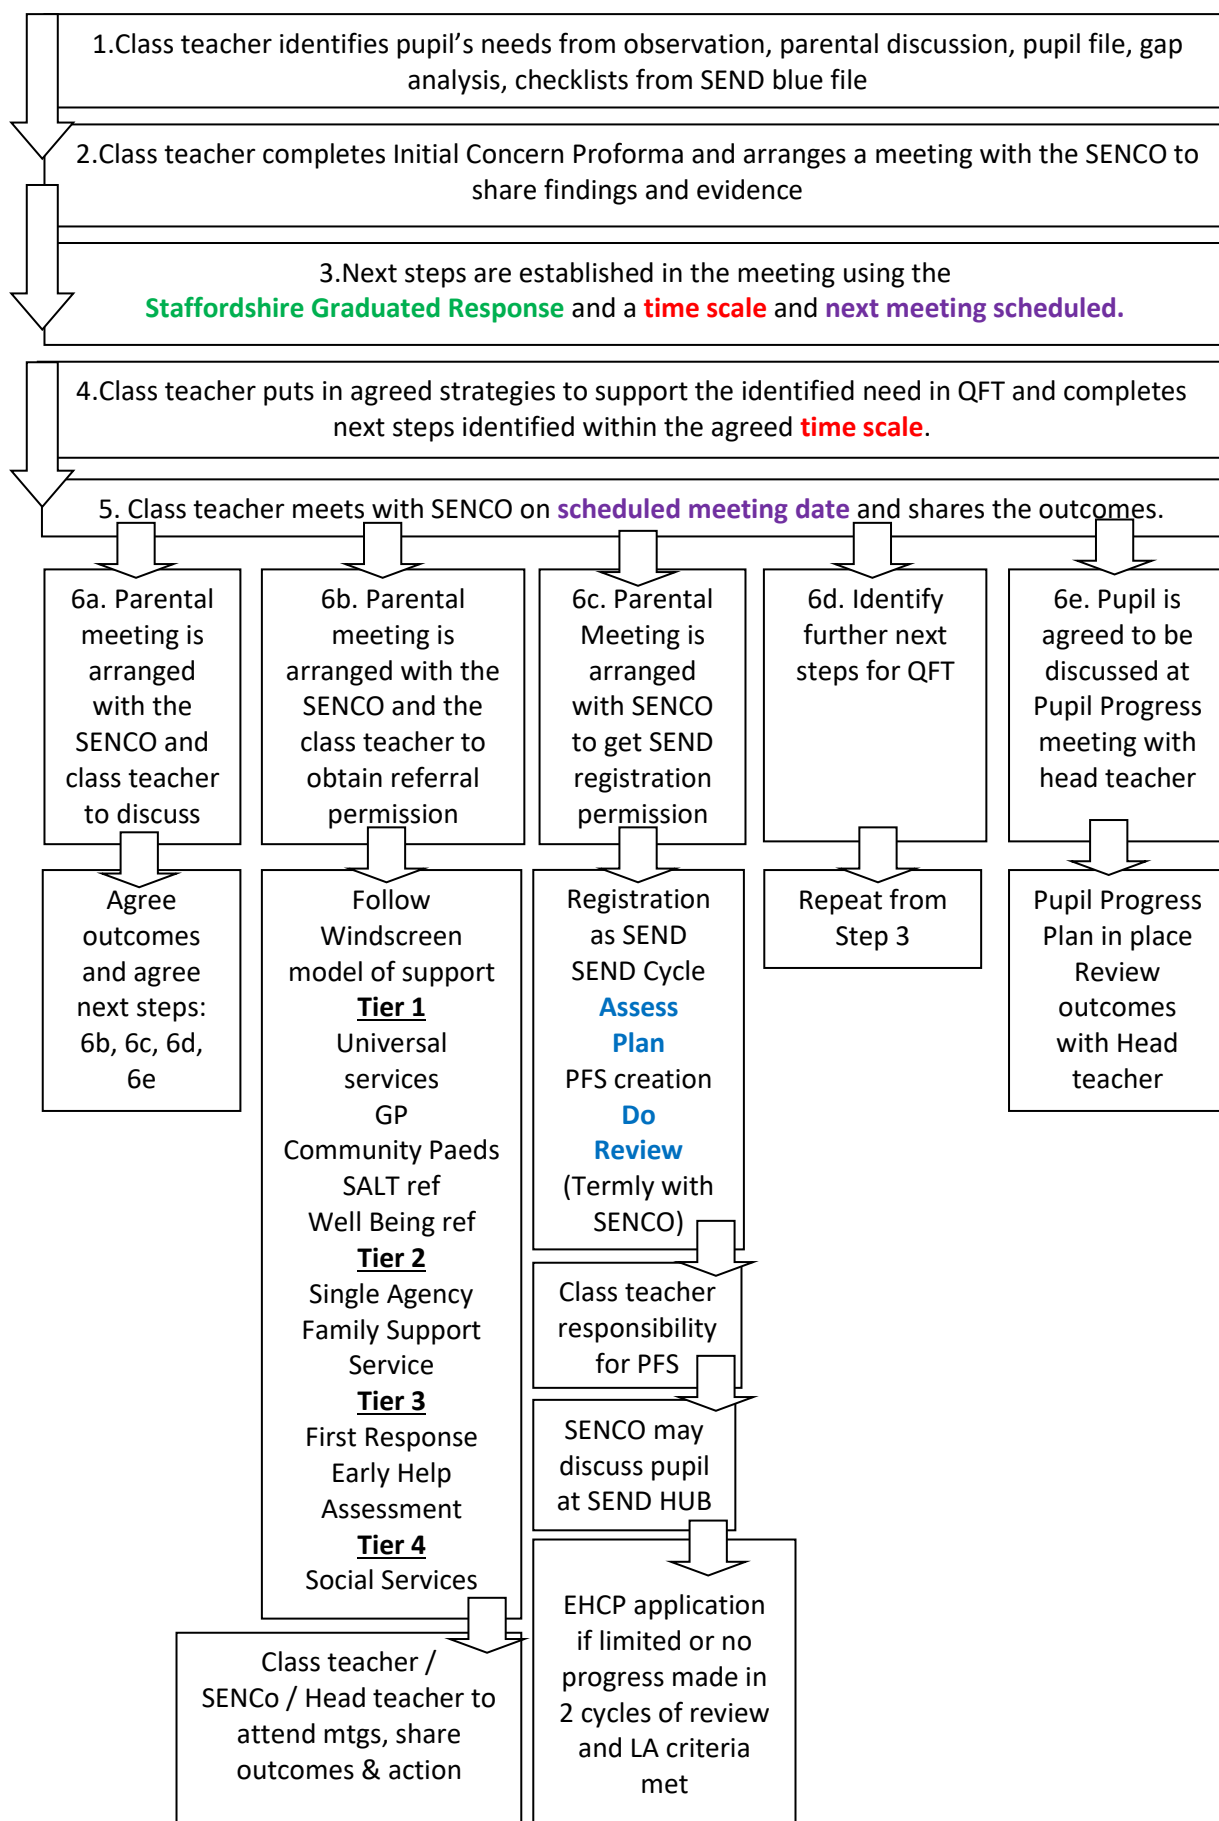 1.Class teacher identifies pupil’s needs from observation, parental discussion, pupil file, gap
analysis, checklists from SEND blue file
2.Class teacher completes Initial Concern Proforma and arranges a meeting with the SENCO to
share findings and evidence
3.Next steps are established in the meeting using the
Staffordshire Graduated Response and a time scale and next meeting scheduled.
4.Class teacher puts in agreed strategies to support the identified need in QFT and completes
next steps identified within the agreed time scale.
5. Class teacher meets with SENCO on scheduled meeting date and shares the outcomes.
6a. Parental
meeting is
arranged
with the
SENCO and
class teacher
to discuss
Agree
outcomes
and agree
next steps:
6b, 6c, 6d,
6e
6b. Parental
meeting is
arranged with the
SENCO and the
class teacher to
obtain referral
permission
Follow
Windscreen
model of support
Tier 1
Universal
services
GP
Community Paeds
SALT ref
Well Being ref
Tier 2
Single Agency
Family Support
Service
Tier 3
First Response
Early Help
Assessment
Tier 4
Social Services
Class teacher /
SENCo / Head teacher to
attend mtgs, share
outcomes & action
6c. Parental
Meeting is
arranged
with SENCO
to get SEND
registration
permission
Registration
as SEND
SEND Cycle
Assess
Plan
PFS creation
Do
Review
(Termly with
SENCO)
Class teacher
responsibility
for PFS
SENCO may
discuss pupil
at SEND HUB
EHCP application
if limited or no
progress made in
2 cycles of review
and LA criteria
met
6d. Identify
further next
steps for QFT
Repeat from
Step 3
6e. Pupil is
agreed to be
discussed at
Pupil Progress
meeting with
head teacher
Pupil Progress
Plan in place
Review
outcomes
with Head
teacher